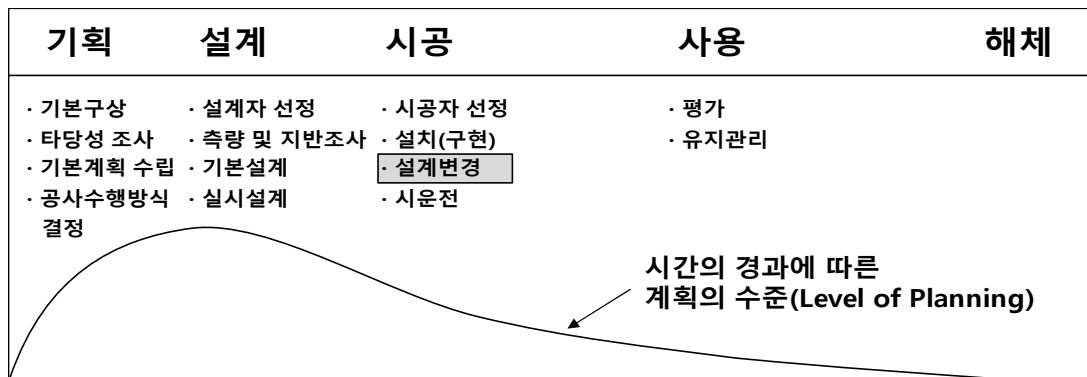 기획 설계 시공 사용 해체
· 기본구상 · 설계자 선정 · 시공자 선정 · 평가
· 타당성 조사 · 측량 및 지반조사 · 설치(구현) · 유지관리
· 기본계획 수립 · 기본설계 · 설계변경
· 공사수행방식 · 실시설계 · 시운전
결정
시간의 경과에 따른
계획의 수준(Level of Planning)